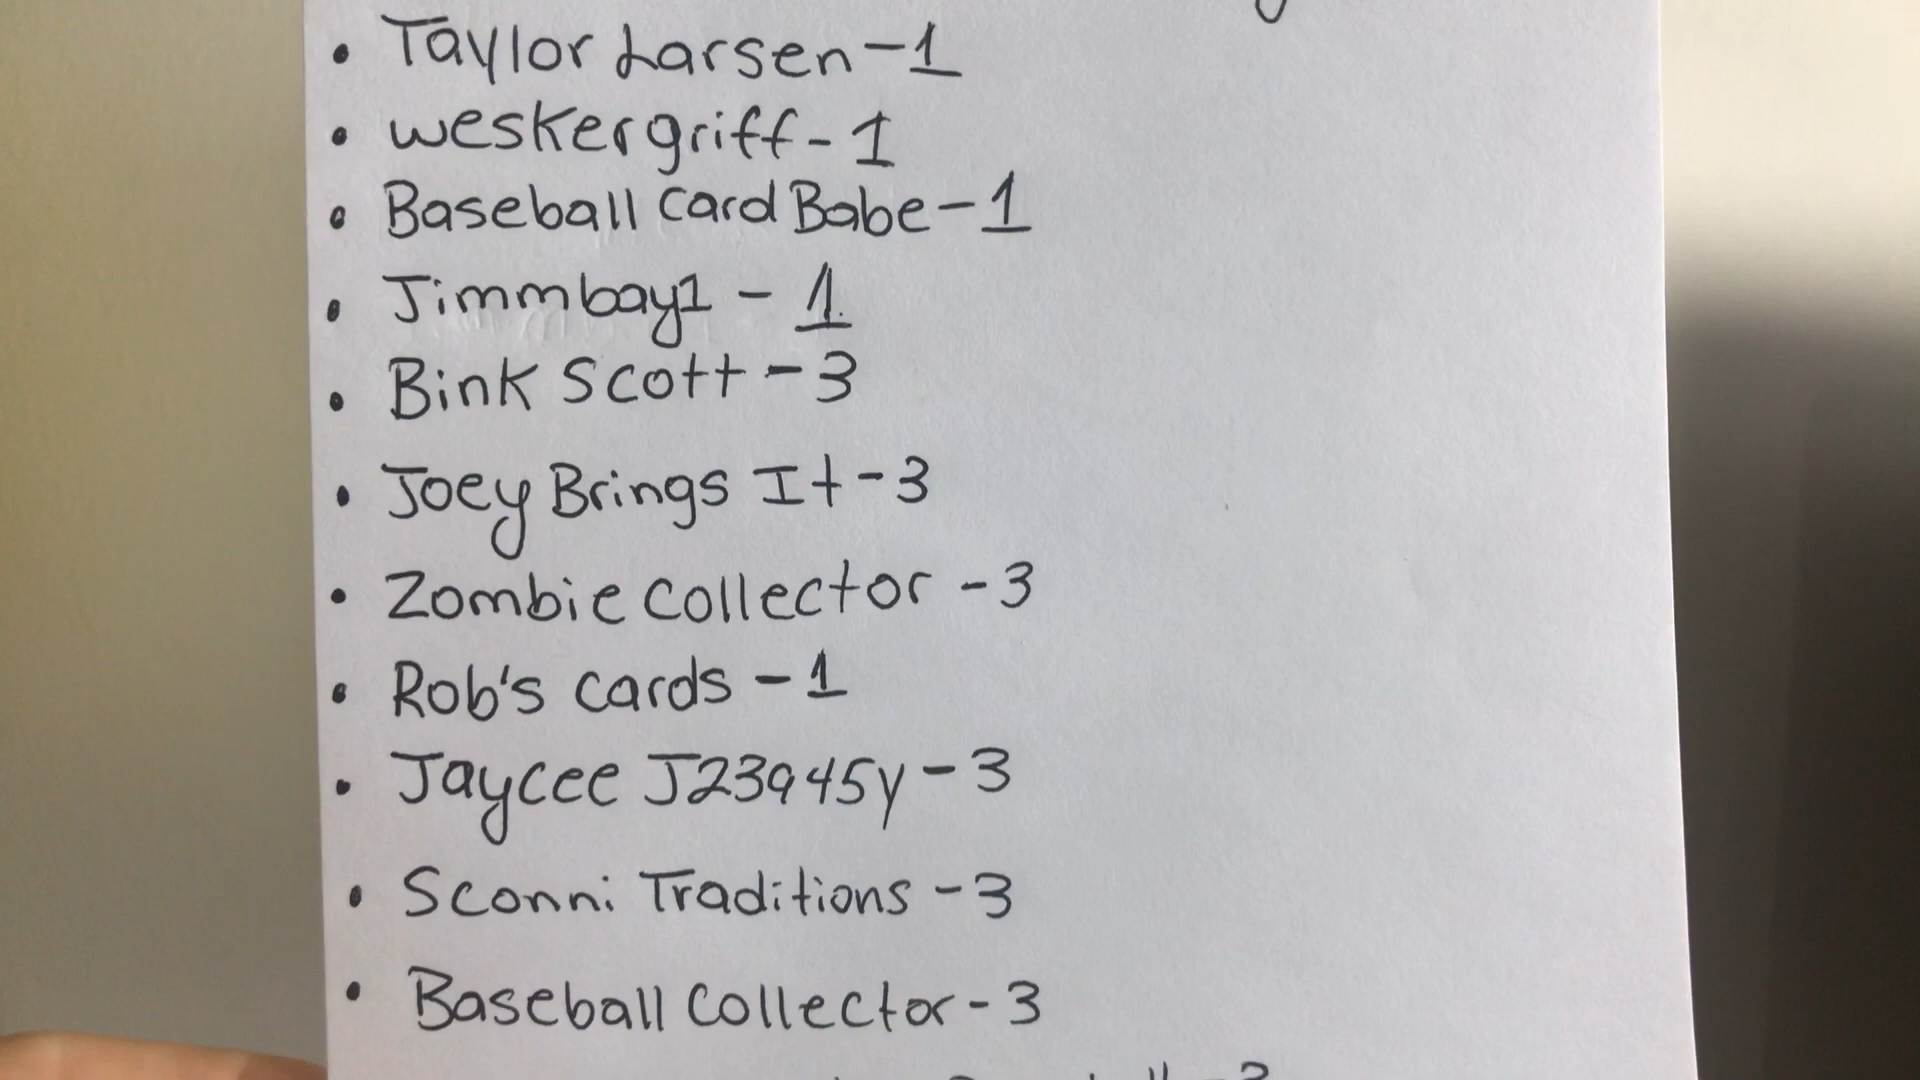 • Taylor Larsen - 1
• weskergriff - 1
• Baseball Card Babe - 1
• Jimmbay1 - 1
• Bink Scott - 3
• Joey Brings It - 3
• Zombie Collector - 3
• Rob's cards - 1
• Jaycee J23945y - 3
• Sconni Traditions - 3
• Baseball Collector - 3